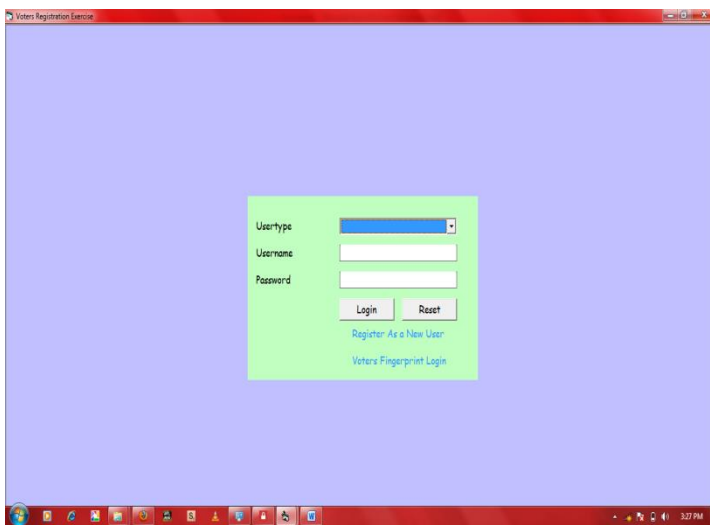 Voters Registration Exercise
Usertype
Username
Password
Login Reset
Register As a New User
Voters Fingerprint Login
3:27 PM